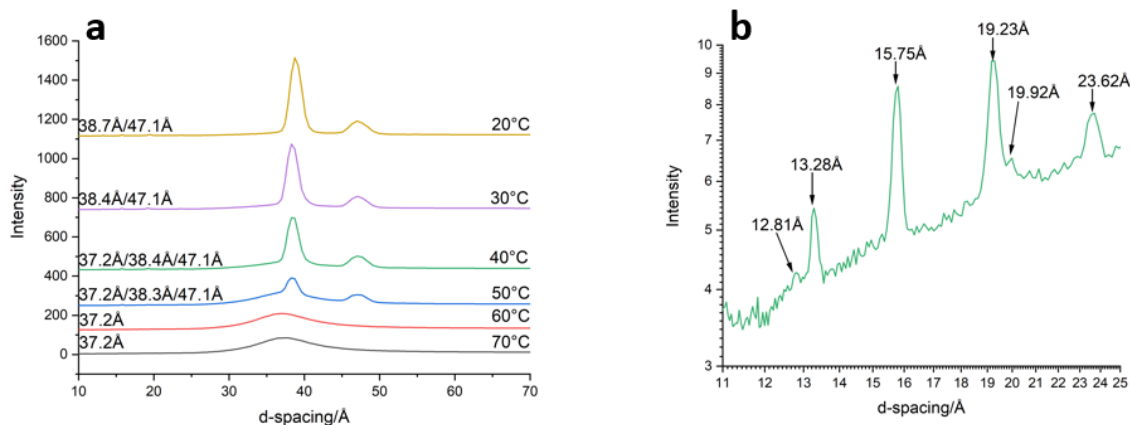 a
1600
1400
1200
1000
800
600
400
200
0
Intensity
38.7Å/47.1Å 20°C
38.4Å/47.1Å 30°C
37.2Å/38.4Å/47.1Å 40°C
37.2Å/38.3Å/47.1Å 50°C
37.2Å 60°C
37.2Å 70°C
10 20 30 40 50 60 70
d-spacing/Å
b
10
9
8
7
6
5
4
3
Intensity
12.81Å
13.28Å
15.75Å
19.23Å
19.92Å
23.62Å
11 12 13 14 15 16 17 18 19 20 21 22 23 24 25
d-spacing/Å